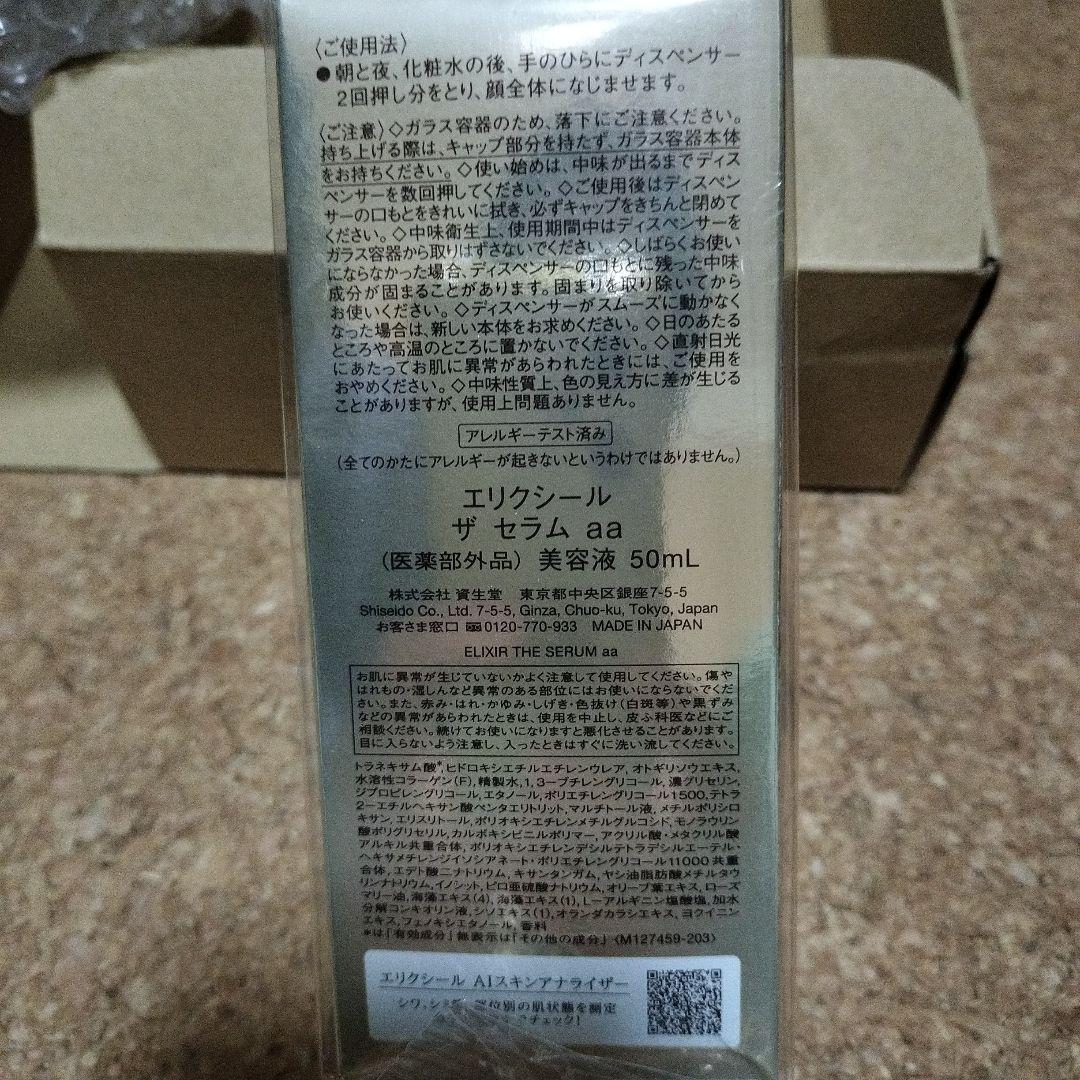 〈ご使用法〉
●朝と夜、化粧水の後、手のひらにディスペンサー
2回押し分をとり、顔全体になじませます。
〈ご注意〉◇ガラス容器のため、落下にご注意ください。
持ち上げる際は、キャップ部分を持たず、ガラス容器本体
をお持ちください。◇使い始めは、中味が出るまでディス
ペンサーを数回押してください。◇ご使用後はディスペン
サーの口もとをきれいに拭き、必ずキャップをきちんと閉めて
ください。◇中味衛生上、使用期間中はディスペンサーを
ガラス容器から取りはずさないでください。◇しばらくお使い
にならなかった場合、ディスペンサーの口もとに残った中味
成分が固まることがあります。固まりを取り除いてから
お使いください。◇ディスペンサーがスムーズに動かなく
なった場合は、新しい本体をお求めください。◇日のあたる
ところや高温のところに置かないでください。◇直射日光
にあたってお肌に異常があらわれたときには、ご使用を
おやめください。◇中味性質上、色の見え方に差が生じる
ことがありますが、使用上問題ありません。
アレルギーテスト済み
(全てのかたにアレルギーが起きないというわけではありません。)
エリクシール
ザ セラム aa
(医薬部外品) 美容液 50mL
株式会社 資生堂 東京都中央区銀座7-5-5
Shiseido Co., Ltd. 7-5-5, Ginza, Chuo-ku, Tokyo, Japan
お客さま窓口 0120-770-933 MADE IN JAPAN
ELIXIR THE SERUM aa
お肌に異常が生じていないかよく注意して使用してください。傷や
はれもの・湿しんなど異常のある部位にはお使いにならないでくだ
さい。また、赤み・はれ・かゆみ・しげき・色抜け(白斑等)や黒ずみ
などの異常があらわれたときは、使用を中止し、皮ふ科医などにご
相談ください。続けてお使いになりますと悪化させることがあります。
目に入らないよう注意し、入ったときはすぐに洗い流してください。
トラネキサム酸*,ヒドロキシエチルエチレンウレア,オトギリソウエキス,
水溶性コラーゲン(F),精製水,1,3-ブチレングリコール,濃グリセリン,
ジプロピレングリコール,エタノール,ポリエチレングリコール1500,テトラ
2-エチルヘキサン酸ペンタエリトリット,マルチトール液,メチルポリシロ
キサン,エリスリトール,ポリオキシエチレンメチルグルコシド,モノラウリン
酸ポリグリセリル,カルボキシビニルポリマー,アクリル酸・メタクリル酸
アルキル共重合体,ポリオキシエチレンデシルテトラデシルエーテル・
ヘキサメチレンジイソシアネート・ポリエチレングリコール11000共重
合体,エデト酸二ナトリウム,キサンタンガム,ヤシ油脂肪酸メチルタウ
リンナトリウム,イノシット,ピロ亜硫酸ナトリウム,オリーブ葉エキス,ローズ
マリー油,海藻エキス(4),海藻エキス(1),L-アルギニン塩酸塩,加水
分解コンキオリン液,シソエキス(1),オランダカラシエキス,ヨクイニン
エキス,フェノキシエタノール,香料
*は「有効成分」無表示は「その他の成分」〈M127459-203〉
エリクシール AIスキンアナライザー
シワ、部位別の肌状態を測定
チェック!